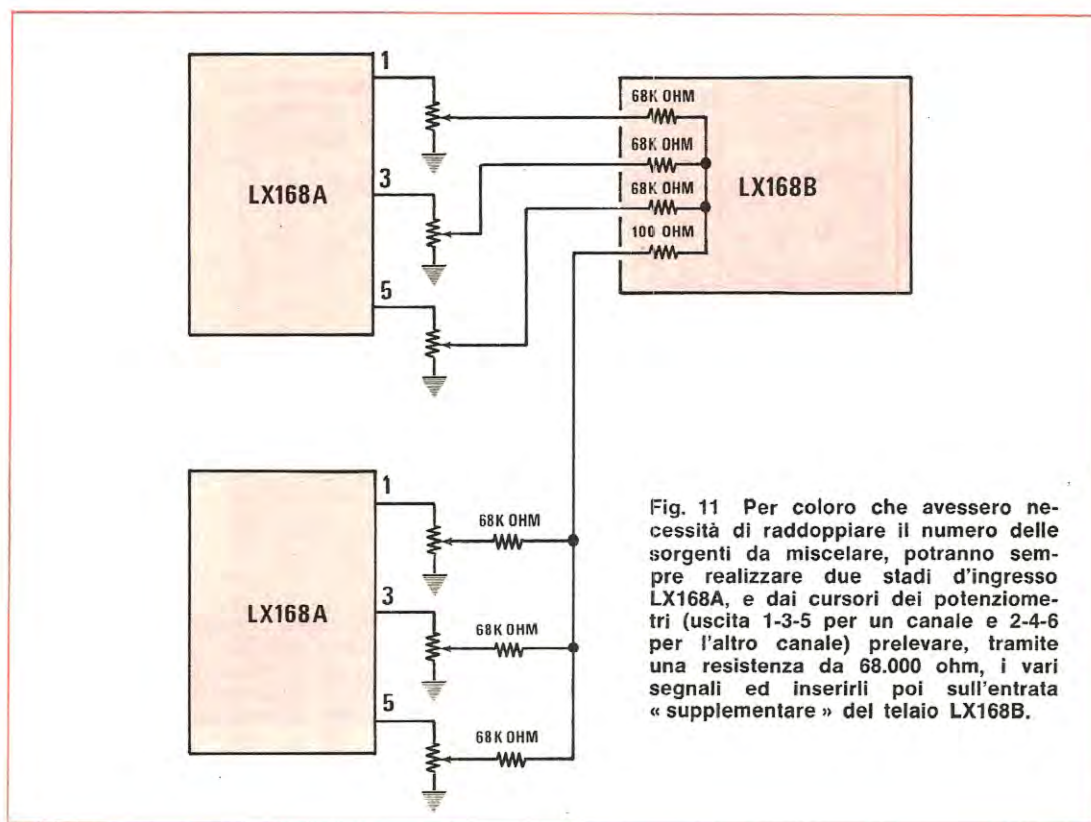 1
68K OHM
3
68K OHM
LX168A
LX168B
68K OHM
5
100 OHM
1
68K OHM
LX168A
3
68K OHM
5
68K OHM
Fig. 11 Per coloro che avessero ne-
cessità di raddoppiare il numero delle
sorgenti da miscelare, potranno sem-
pre realizzare due stadi d'ingresso
LX168A, e dai cursori dei potenziome-
tri (uscita 1-3-5 per un canale e 2-4-6
per l'altro canale) prelevare, tramite
una resistenza da 68.000 ohm, i vari
segnali ed inserirli poi sull'entrata
« supplementare » del telaio LX168B.